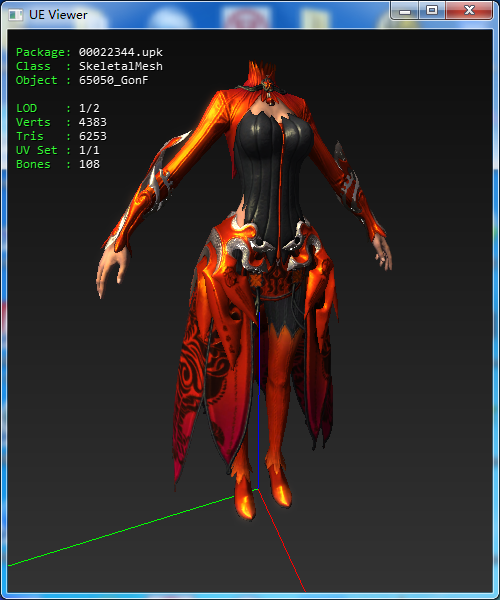 UE Viewer
Package: 00022344.upk
Class : SkeletalMesh
Object : 65050_GonF
LOD : 1/2
Verts : 4383
Tris : 6253
UV Set : 1/1
Bones : 108